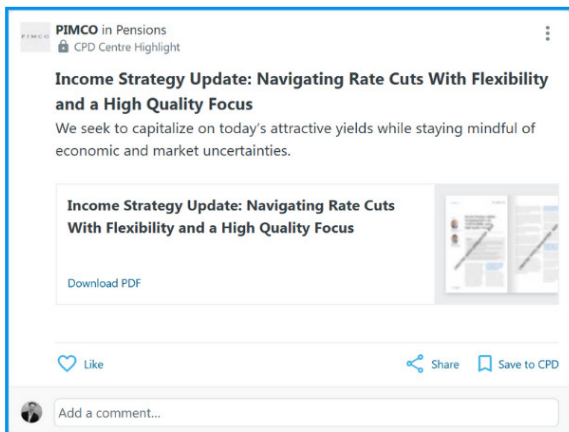 PIMCO
PIMCO in Pensions
CPD Centre Highlight
Income Strategy Update: Navigating Rate Cuts With Flexibility
and a High Quality Focus
We seek to capitalize on today's attractive yields while staying mindful of
economic and market uncertainties.
Income Strategy Update: Navigating Rate Cuts
With Flexibility and a High Quality Focus
Download PDF
Like
Share
Save to CPD
Add a comment...